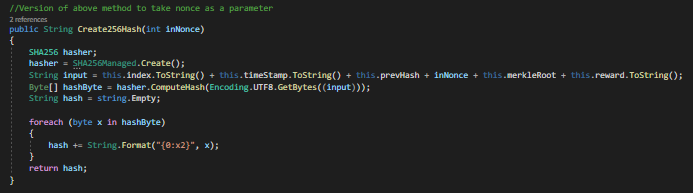 //Version of above method to take nonce as a parameter
2 references
public String Create256Hash(int inNonce)
{
SHA256 hasher;
hasher = SHA256Managed.Create();
String input = this.index.ToString() + this.timeStamp.ToString() + this.prevHash + inNonce + this.merkleRoot + this.reward.ToString();
Byte[] hashByte = hasher.ComputeHash(Encoding.UTF8.GetBytes((input)));
String hash = string.Empty;
foreach (byte x in hashByte)
{
hash += String.Format("{0:x2}", x);
}
return hash;
}